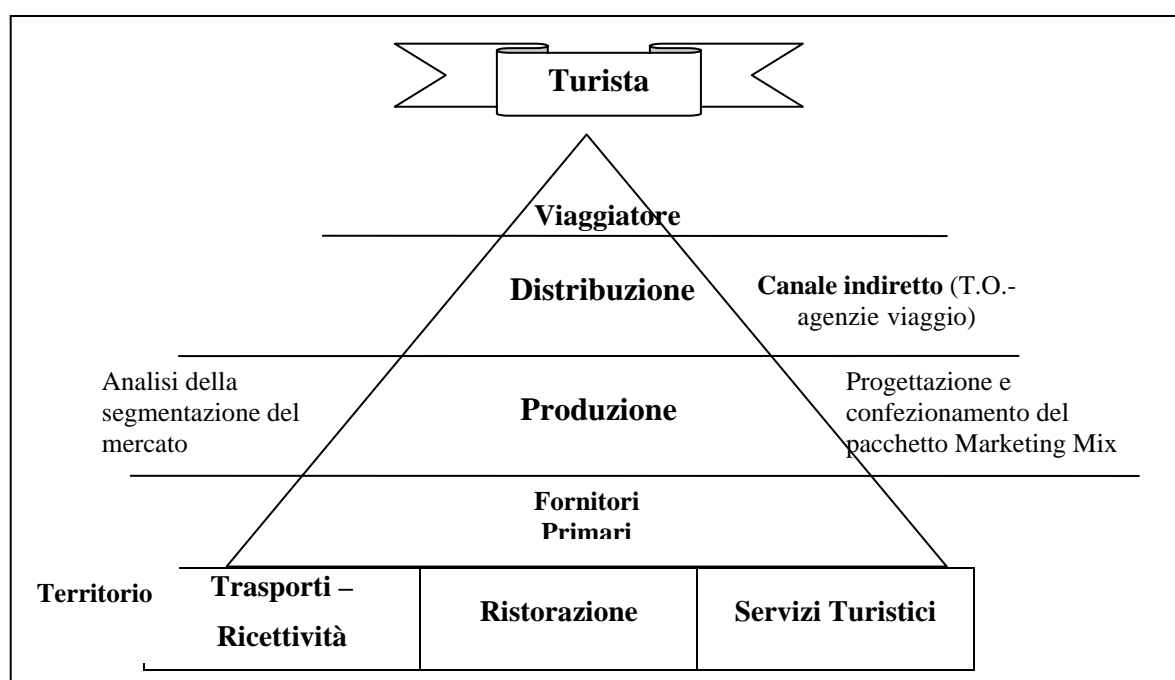 Turista
Viaggiatore
Distribuzione
Canale indiretto (T.O.-
agenzie viaggio)
Analisi della
segmentazione del
mercato
Produzione
Progettazione e
confezionamento del
pacchetto Marketing Mix
Fornitori
Primari
Territorio
Trasporti –
Ricettività
Ristorazione
Servizi Turistici